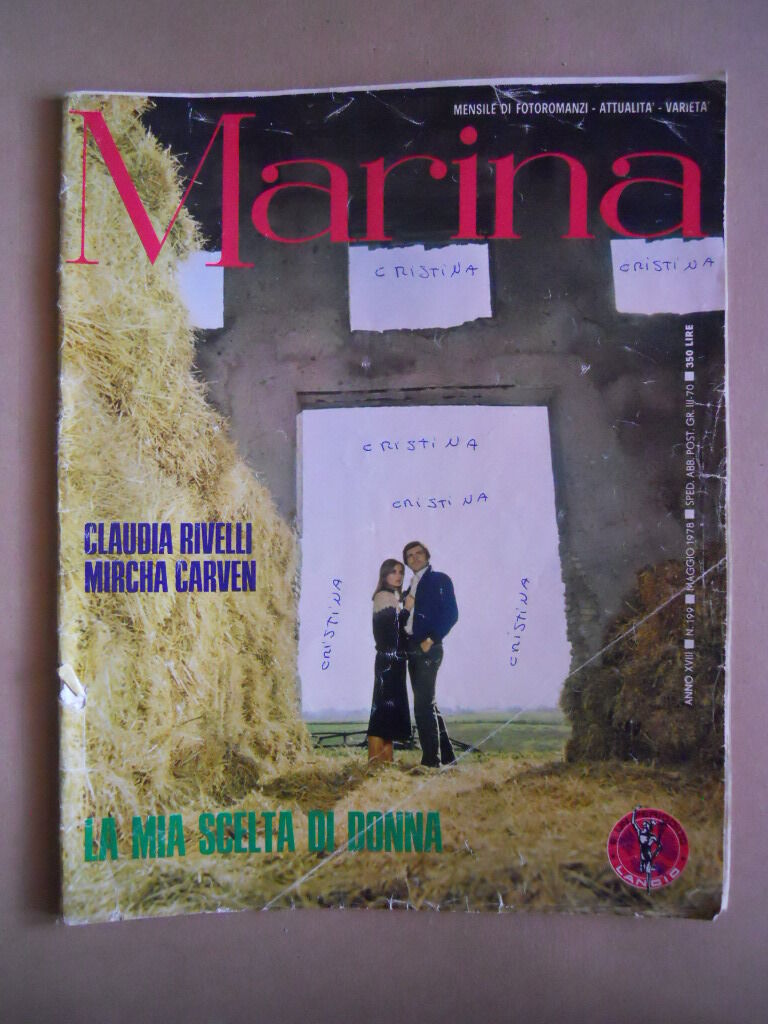 MENSILE DI FOTOROMANZI - ATTUALITA' - VARIETA'
Marina
CRISTINA
CRISTINA
CRISTINA
CRISTINA
CLAUDIA RIVELLI
MIRCHA CARVEN
CRISTINA
CRISTINA
ANNO XVIII ■ N. 199 ■ MAGGIO 1978 ■ SPED. ABB. POST. GR. III-70 ■ 350 LIRE
LA MIA SCELTA DI DONNA
LANCIO